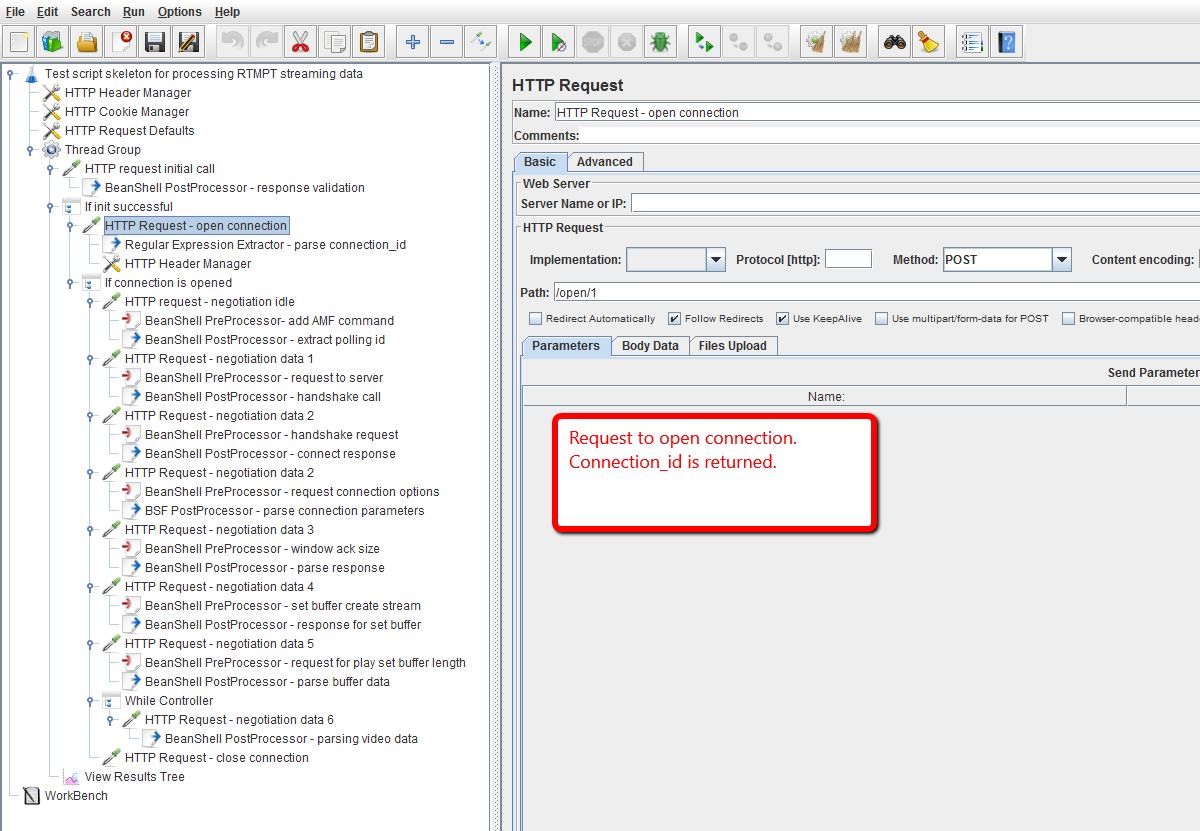 File Edit Search Run Options Help
Test script skeleton for processing RTMPT streaming data
HTTP Header Manager
HTTP Cookie Manager
HTTP Request Defaults
Thread Group
HTTP request initial call
BeanShell PostProcessor - response validation
If init successful
HTTP Request - open connection
Regular Expression Extractor - parse connection_id
HTTP Header Manager
If connection is opened
HTTP request - negotiation idle
BeanShell PreProcessor- add AMF command
BeanShell PostProcessor - extract polling id
HTTP Request - negotiation data 1
BeanShell PreProcessor - request to server
BeanShell PostProcessor - handshake call
HTTP Request - negotiation data 2
BeanShell PreProcessor - handshake request
BeanShell PostProcessor - connect response
HTTP Request - negotiation data 2
BeanShell PreProcessor - request connection options
BSF PostProcessor - parse connection parameters
HTTP Request - negotiation data 3
BeanShell PreProcessor - window ack size
BeanShell PostProcessor - parse response
HTTP Request - negotiation data 4
BeanShell PreProcessor - set buffer create stream
BeanShell PostProcessor - response for set buffer
HTTP Request - negotiation data 5
BeanShell PreProcessor - request for play set buffer length
BeanShell PostProcessor - parse buffer data
While Controller
HTTP Request - negotiation data 6
BeanShell PostProcessor - parsing video data
HTTP Request - close connection
View Results Tree
WorkBench
HTTP Request
Name: HTTP Request - open connection
Comments:
Basic Advanced
Web Server
Server Name or IP:
HTTP Request
Implementation: Protocol [http]: Method: POST Content encoding:
Path: /open/1
Redirect Automatically Follow Redirects Use KeepAlive Use multipart/form-data for POST Browser-compatible head
Parameters Body Data Files Upload
Send Parameter
Name:
Request to open connection.
Connection_id is returned.